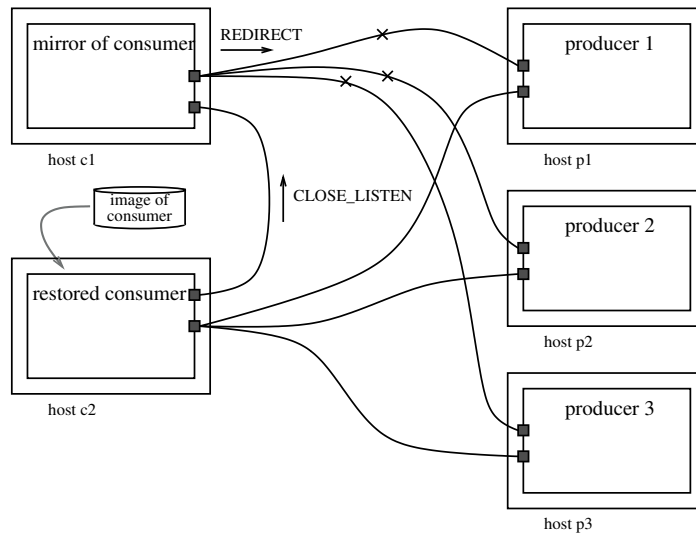 mirror of consumer
REDIRECT
producer 1
host c1
host p1
image of
consumer
CLOSE_LISTEN
producer 2
restored consumer
host p2
host c2
producer 3
host p3